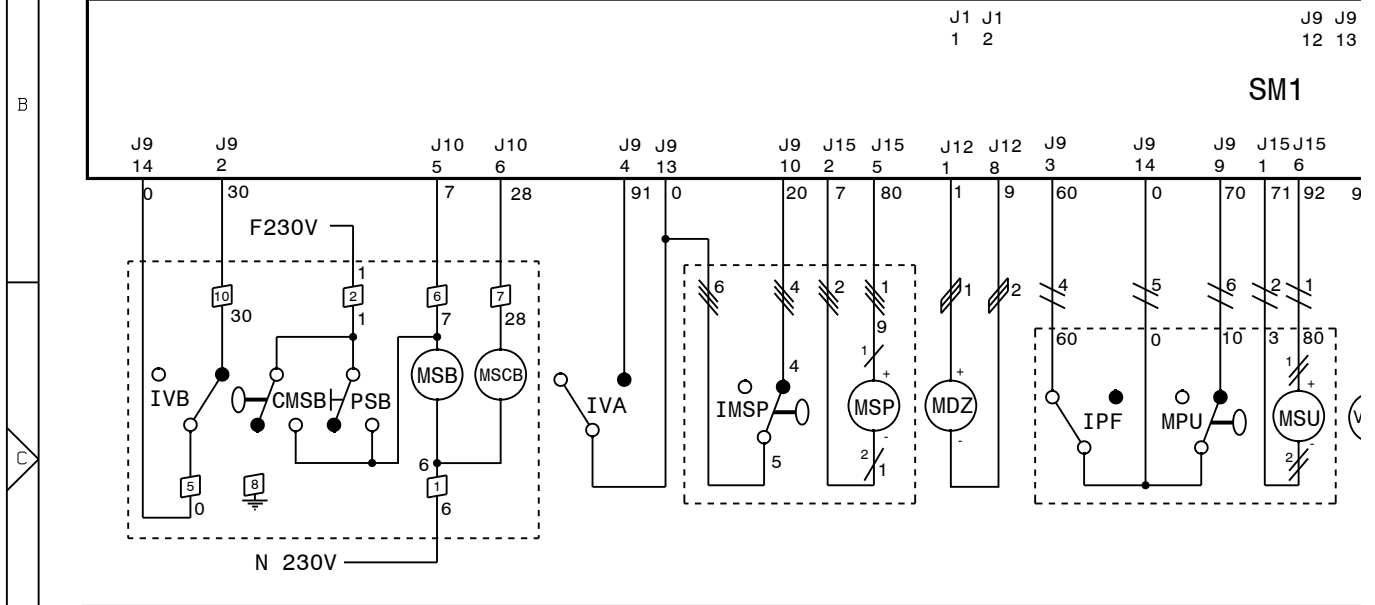 J1 J1 J9 J9
1 2 12 13
B
SM1
J9 J9 J10 J10 J9 J9 J9 J15 J15 J12 J12 J9 J9 J9 J15 J15
14 2 5 6 4 13 10 2 5 1 8 3 14 9 1 6
0 30 7 28 91 0 20 7 80 1 9 60 0 70 71 92 9
F230V
1
10 2 6 7 6 4 2 1 1 2 4 5 6 2 1
30 1 7 28 9
60 0 10 3 80
1 1
4 + + +
IVB CMSB PSB MSB MSCB IVA IMSP MSP MDZ IPF MPU MSU
- - -
6 5 2 1 2
C
5 8 1
0 6
N 230V